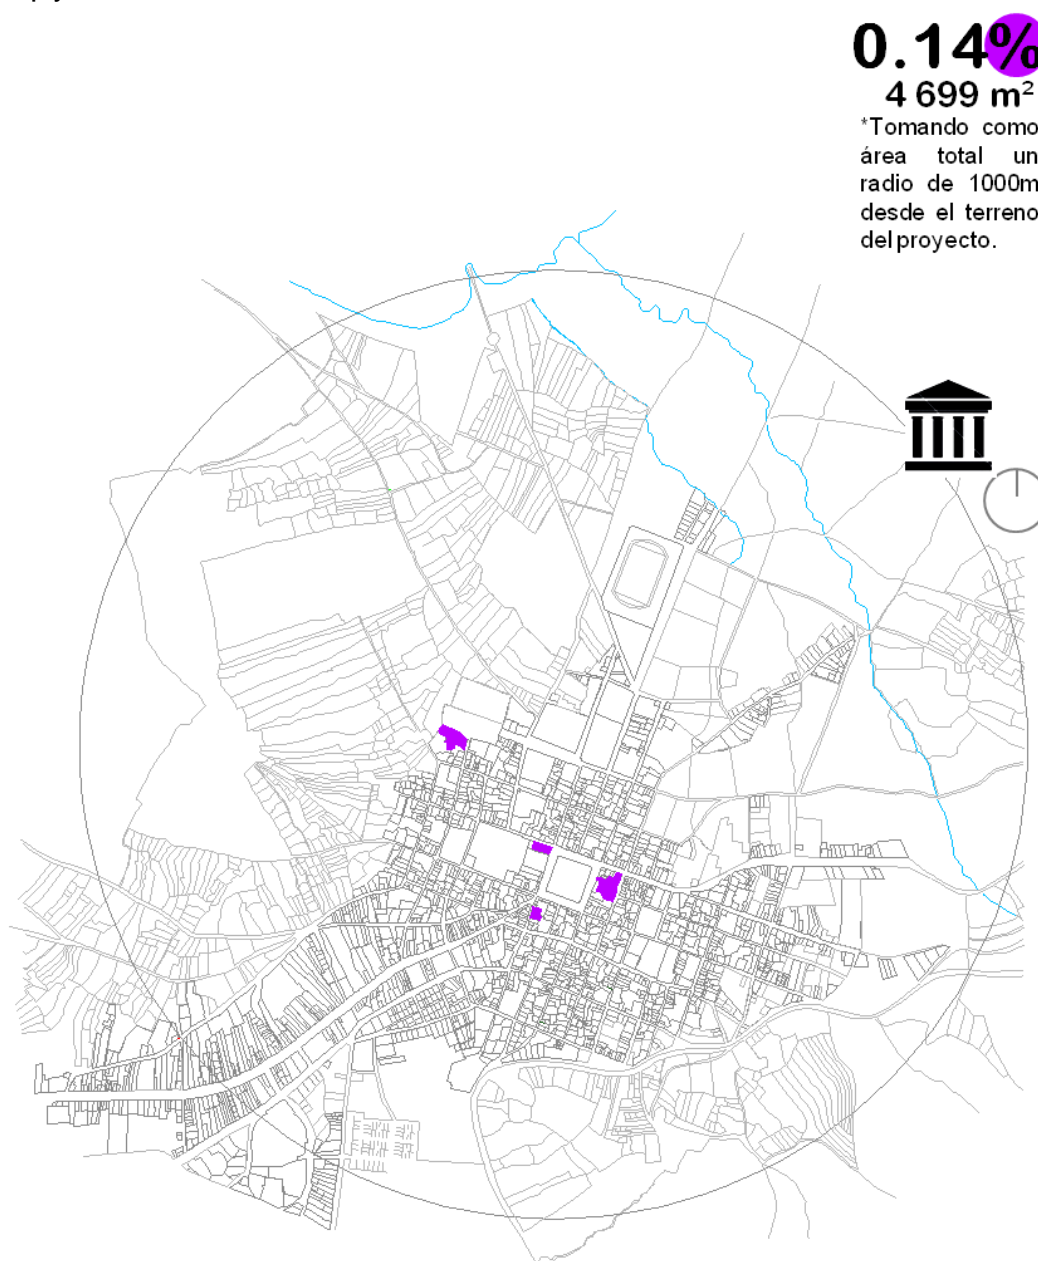 0.14%
4 699 m²
*Tomando como
área total un
radio de 1000m
desde el terreno
del proyecto.